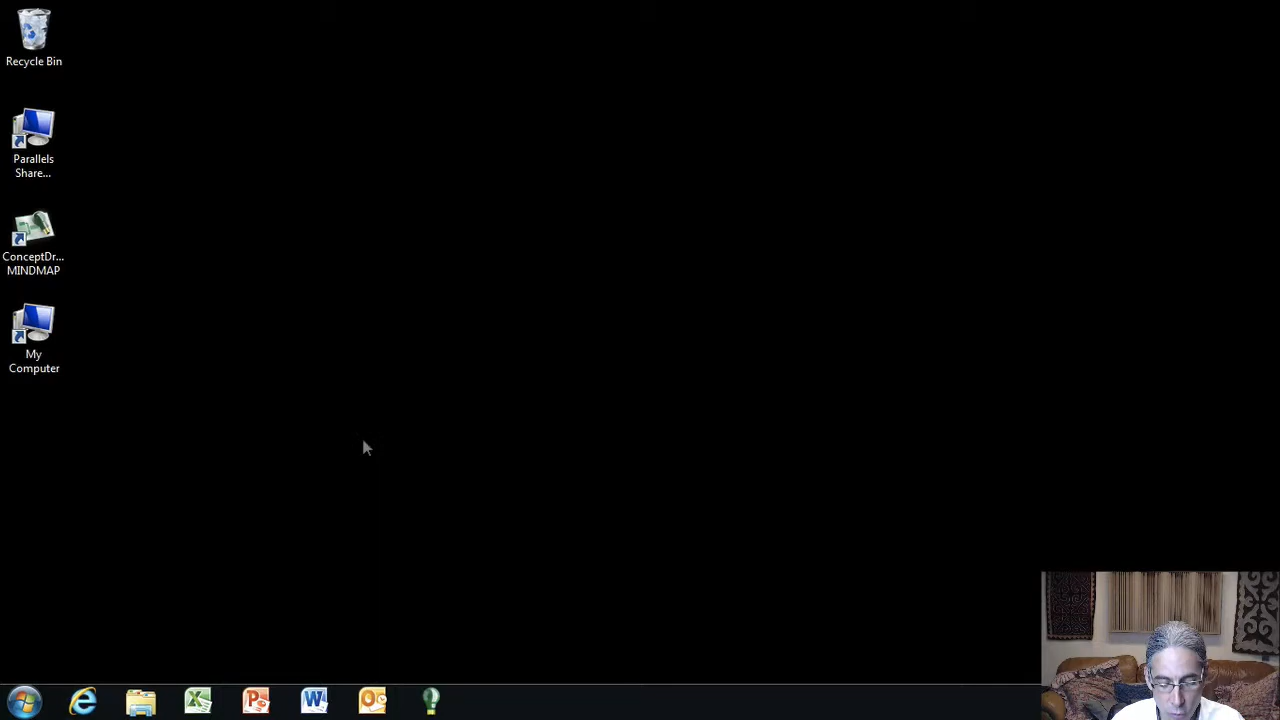 Recycle Bin
Parallels
Share...
ConceptDr...
MINDMAP
My
Computer